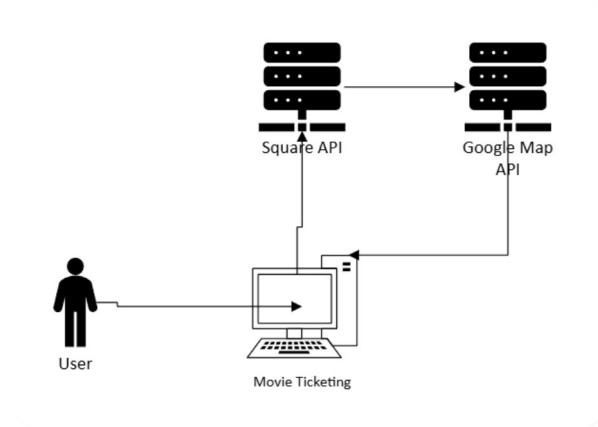 Square API
Google Map
API
User
Movie Ticketing